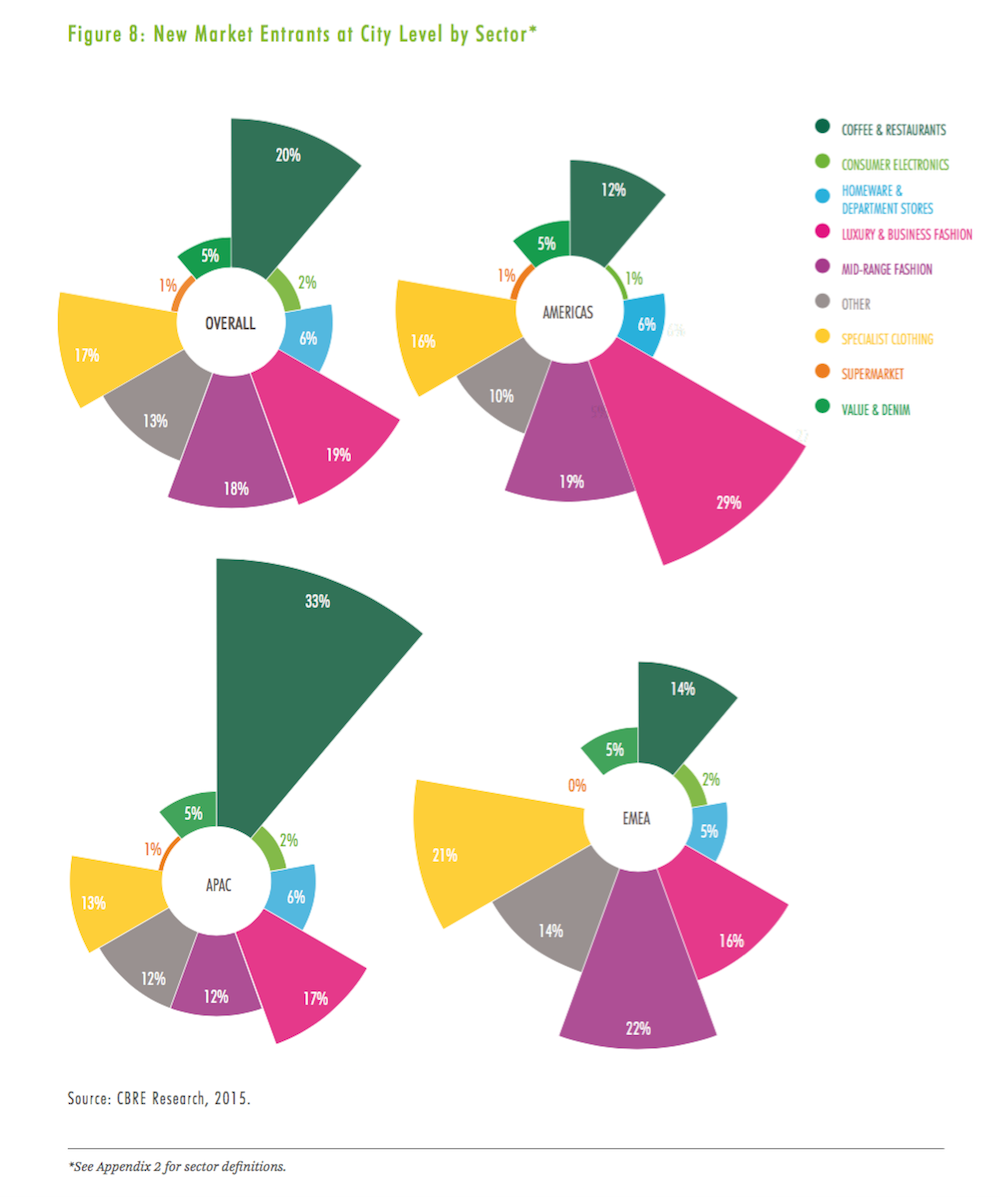 Figure 8: New Market Entrants at City Level by Sector*
COFFEE & RESTAURANTS
CONSUMER ELECTRONICS
HOMEWARE &
DEPARTMENT STORES
LUXURY & BUSINESS FASHION
MID-RANGE FASHION
OTHER
SPECIALIST CLOTHING
SUPERMARKET
VALUE & DENIM
OVERALL
20%
2%
6%
19%
18%
13%
17%
1%
5%
AMERICAS
12%
1%
6%
29%
19%
10%
16%
1%
5%
APAC
33%
2%
6%
17%
12%
12%
13%
1%
5%
EMEA
14%
2%
5%
16%
22%
14%
21%
0%
5%
Source: CBRE Research, 2015.
*See Appendix 2 for sector definitions.